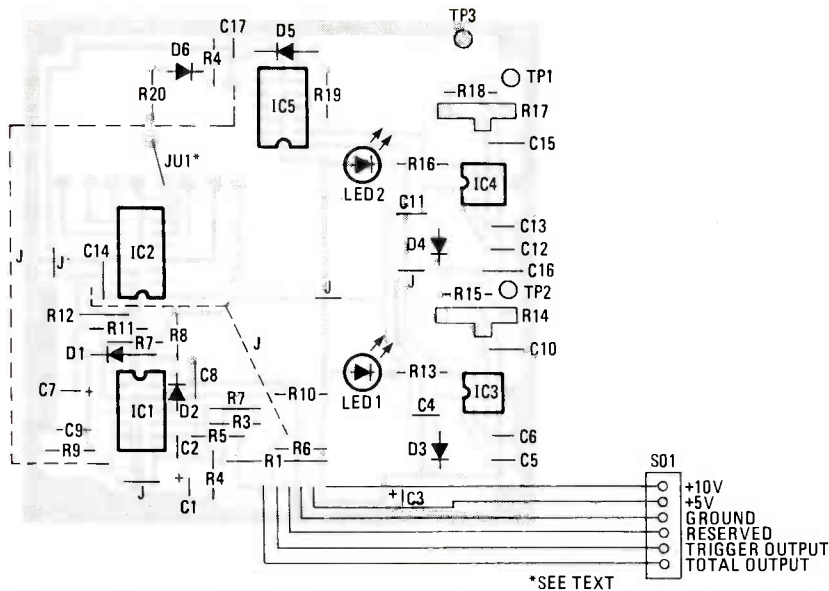 TP3
C17
D5
D6
R4
TP1
R20
IC5
R19
R18
R17
JU1*
C15
R16
IC4
LED2
C11
C13
C14
IC2
D4
C12
J
J
C16
J
J
R15
TP2
R12
R11
R8
R14
R7
J
D1
C10
C8
R13
C7
+
IC1
D2
R10
LED1
IC3
R7
C4
C9
R3
C6
R5
C2
R6
D3
R9
R1
C5
S01
J
+
R4
+10V
C1
+
C3
+5V
GROUND
RESERVED
TRIGGER OUTPUT
TOTAL OUTPUT
*SEE TEXT